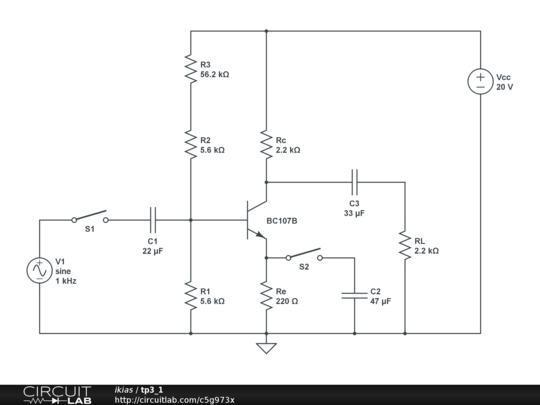 R3
56.2 kΩ
Vcc
20 V
R2
5.6 kΩ
Rc
2.2 kΩ
C3
33 µF
BC107B
S1
C1
22 µF
RL
2.2 kΩ
V1
sine
1 kHz
S2
R1
5.6 kΩ
Re
220 Ω
C2
47 µF
CIRCUIT
LAB
ikias / tp3_1
http://circuitlab.com/c5g973x